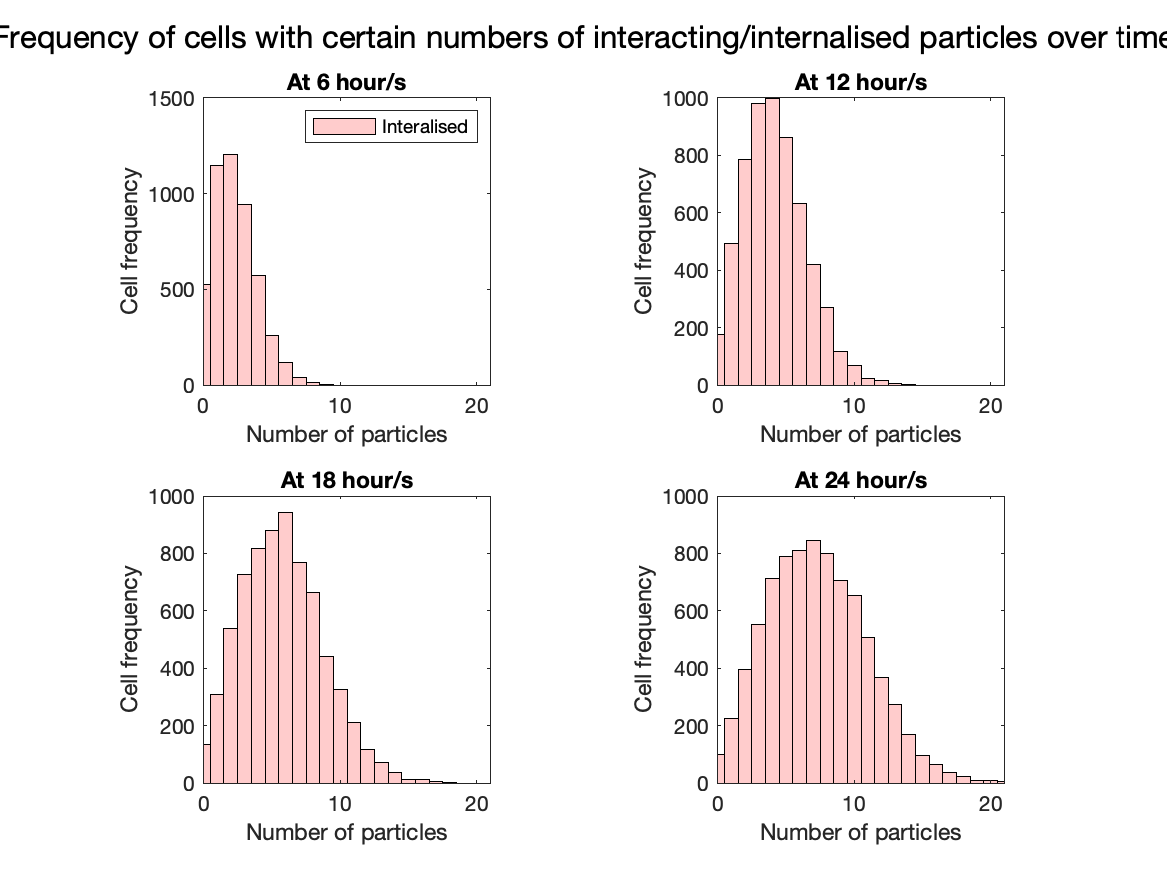 Frequency of cells with certain numbers of interacting/internalised particles over time
At 6 hour/s
1500
1000
500
0
Cell frequency
Interalised
0 10 20
Number of particles
At 12 hour/s
1000
800
600
400
200
0
Cell frequency
0 10 20
Number of particles
At 18 hour/s
1000
800
600
400
200
0
Cell frequency
0 10 20
Number of particles
At 24 hour/s
1000
800
600
400
200
0
Cell frequency
0 10 20
Number of particles